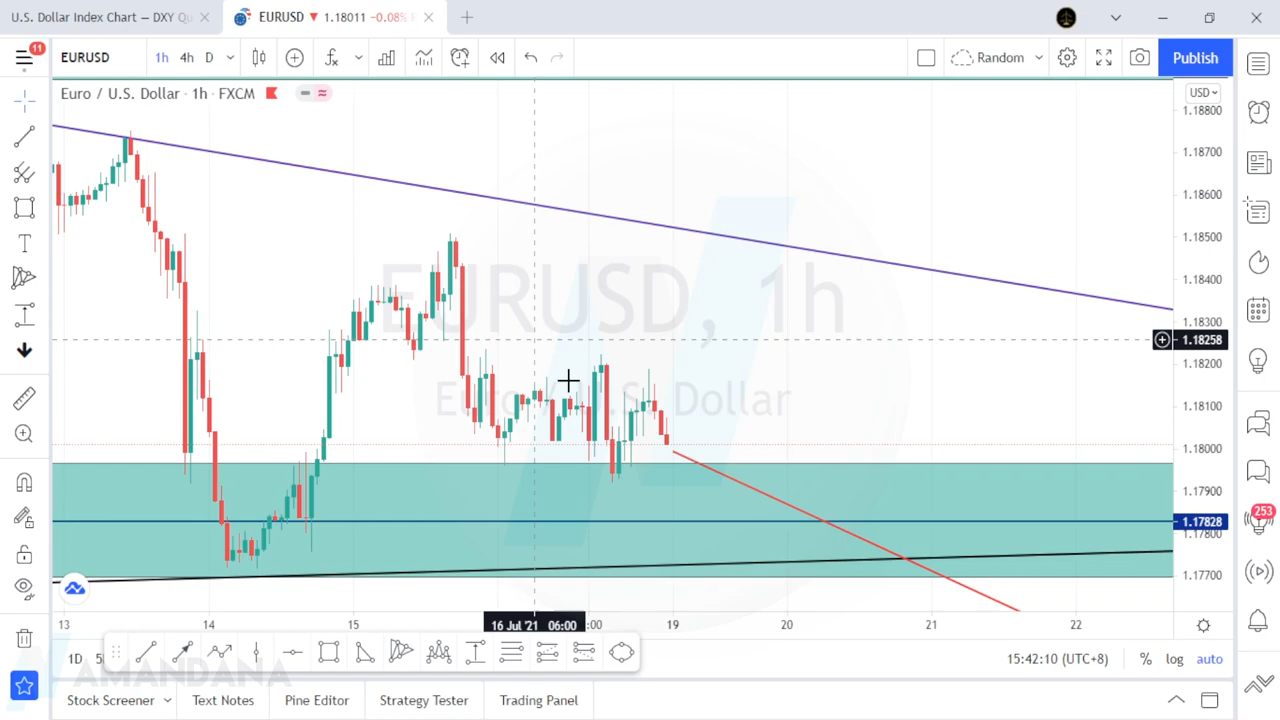 U.S. Dollar Index Chart — DXY Qu
EURUSD ▼ 1.18011 −0.08%
11
EURUSD
1h 4h D
Random
Publish
Euro / U.S. Dollar · 1h · FXCM
USD
1.18800
1.18700
1.18600
1.18500
1.18400
1.18300
1.18258
1.18200
1.18100
1.18000
1.17900
1.17828
1.17800
1.17700
EURUSD, 1h
Euro / U.S. Dollar
253
13 14 15 16 Jul '21 06:00 :00 19 20 21 22
1D
15:42:10 (UTC+8) % log auto
AMANDANA
Stock Screener Text Notes Pine Editor Strategy Tester Trading Panel